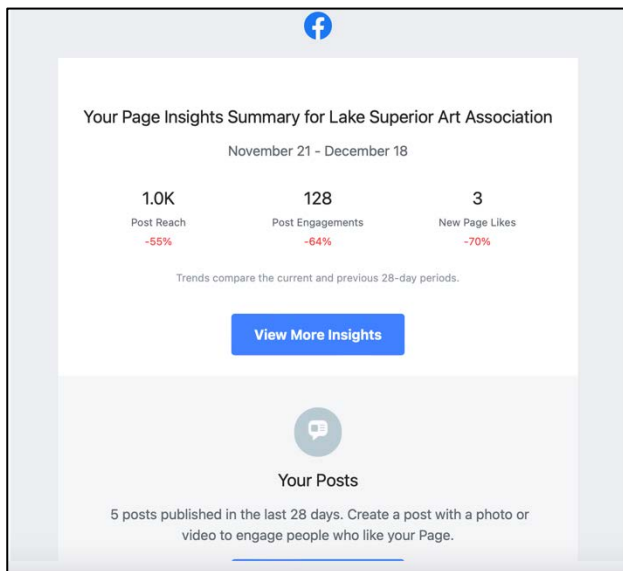 Your Page Insights Summary for Lake Superior Art Association
November 21 - December 18
1.0K 128 3
Post Reach Post Engagements New Page Likes
-55% -64% -70%
Trends compare the current and previous 28-day periods.
View More Insights
Your Posts
5 posts published in the last 28 days. Create a post with a photo or
video to engage people who like your Page.